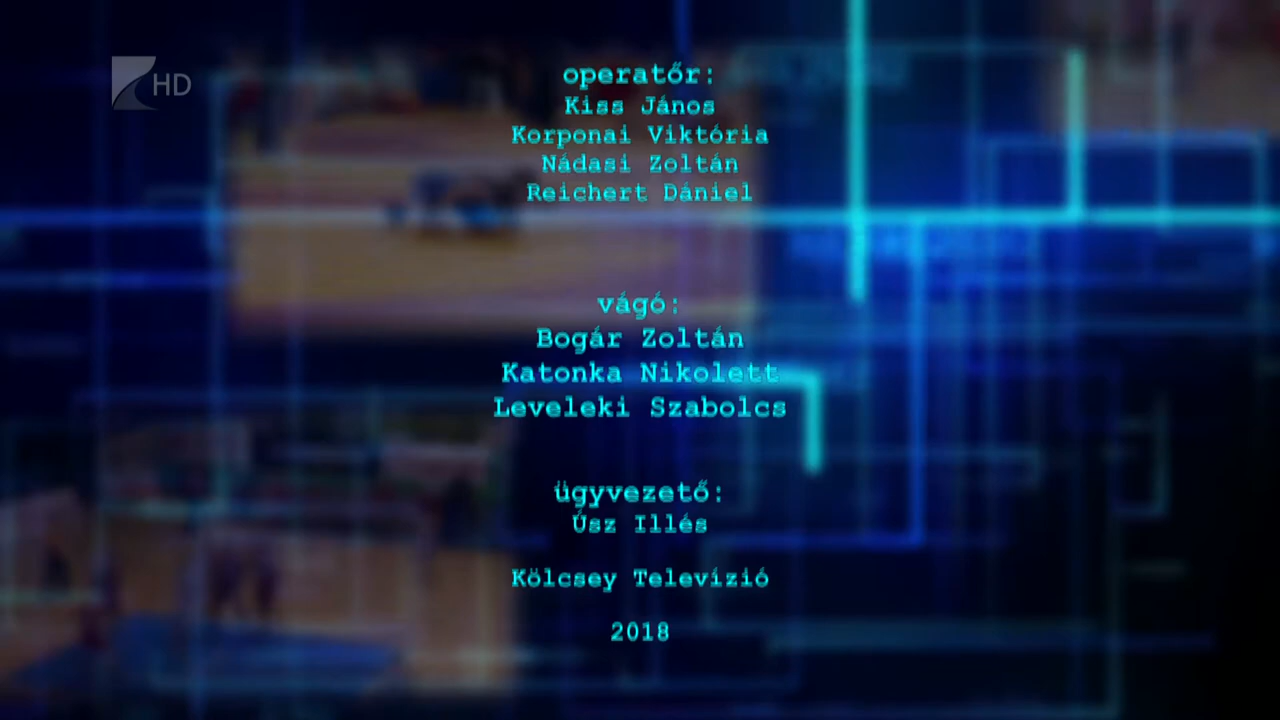 HD
operatőr:
Kiss János
Korponai Viktória
Nádasi Zoltán
Reichert Dániel
vágó:
Bogár Zoltán
Katonka Nikolett
Leveleki Szabolcs
ügyvezető:
Úsz Illés
Kölcsey Televízió
2018